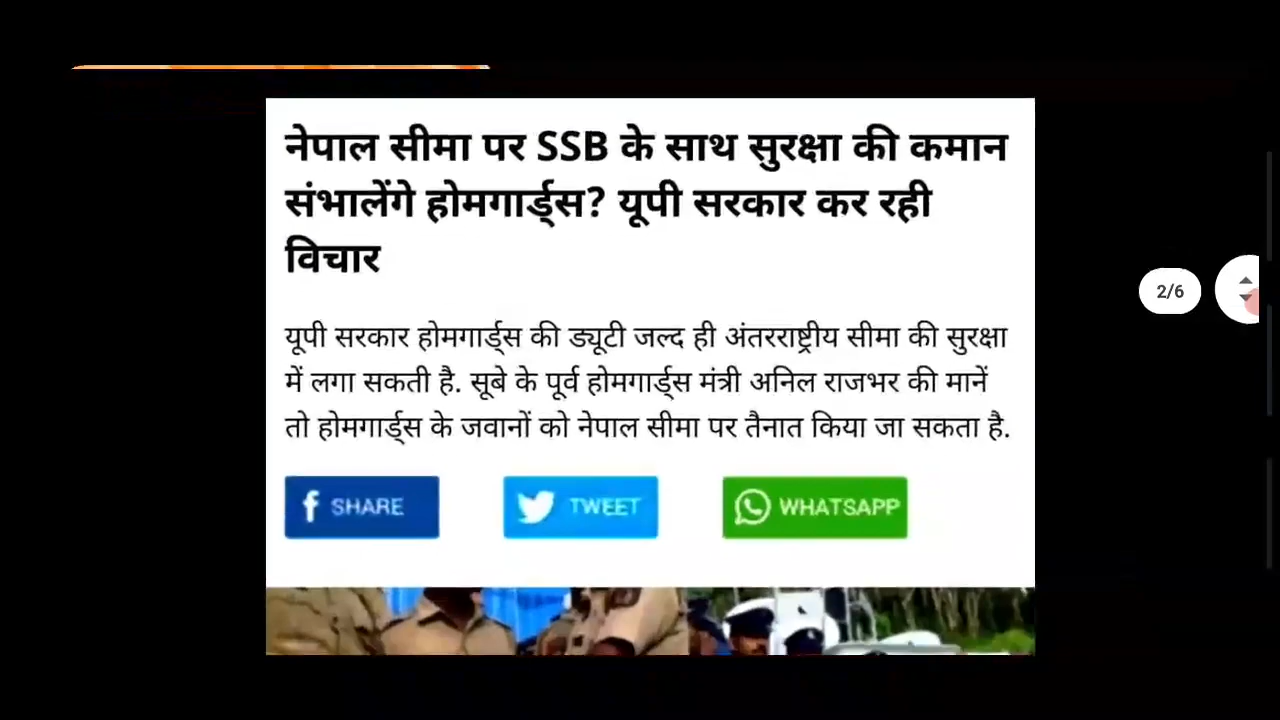 नेपाल सीमा पर SSB के साथ सुरक्षा की कमान
संभालेंगे होमगार्ड्स? यूपी सरकार कर रही
विचार
2/6
यूपी सरकार होमगार्ड्स की ड्यूटी जल्द ही अंतरराष्ट्रीय सीमा की सुरक्षा
में लगा सकती है. सूबे के पूर्व होमगार्ड्स मंत्री अनिल राजभर की मानें
तो होमगार्ड्स के जवानों को नेपाल सीमा पर तैनात किया जा सकता है.
SHARE TWEET WHATSAPP